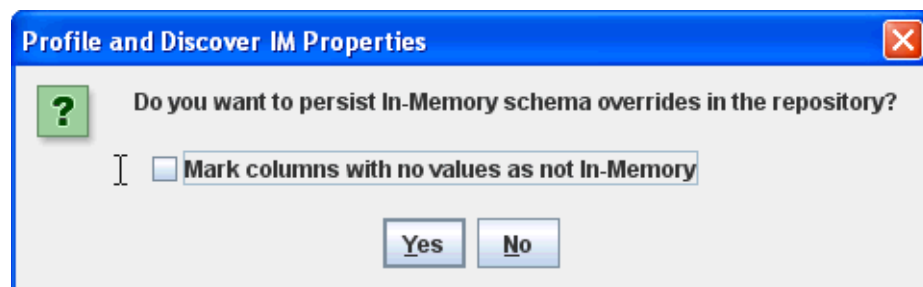 Profile and Discover IM Properties
?
Do you want to persist In-Memory schema overrides in the repository?
Mark columns with no values as not In-Memory
Yes No